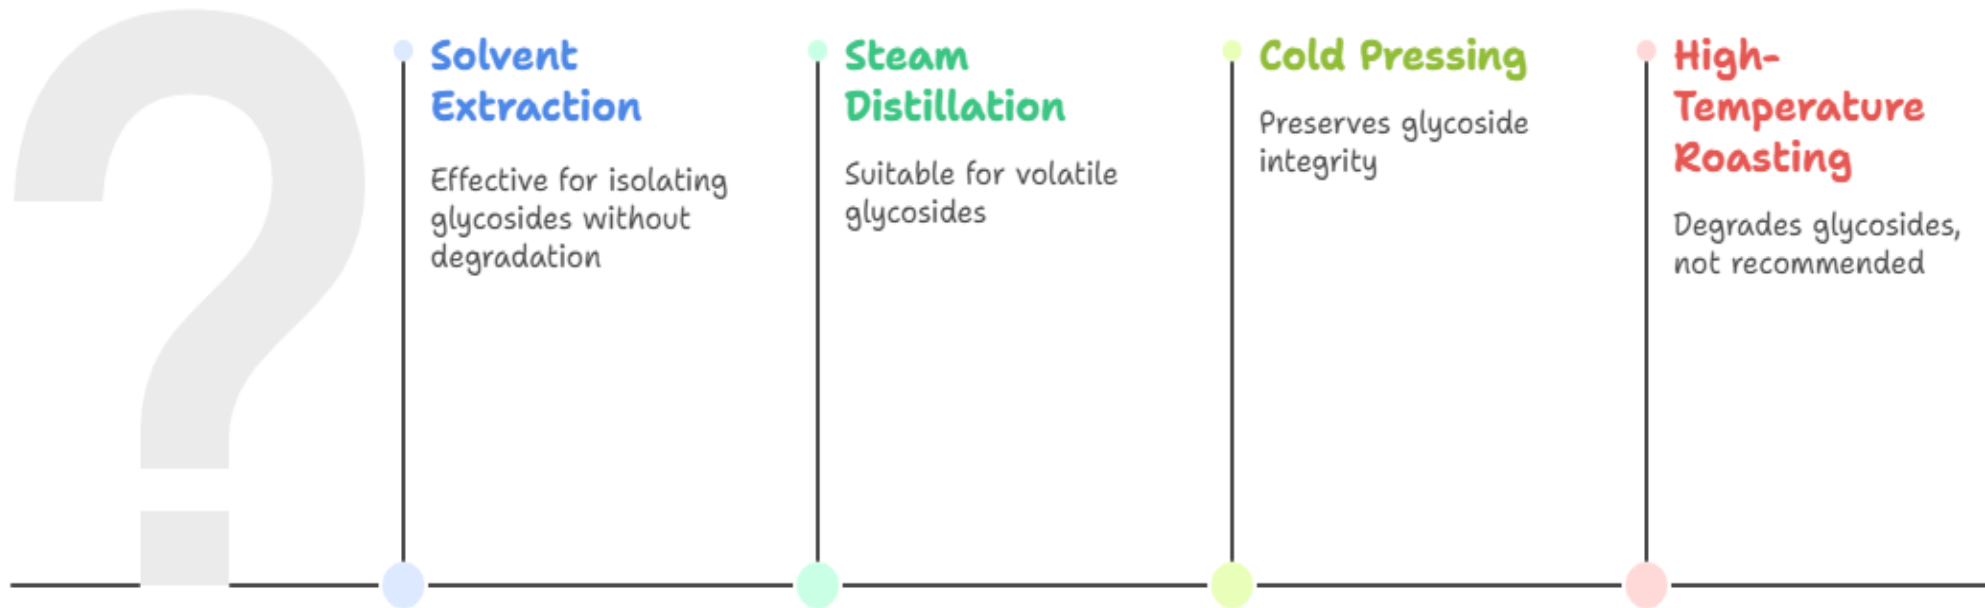 Solvent
Extraction
Effective for isolating
glycosides without
degradation
Steam
Distillation
Suitable for volatile
glycosides
Cold Pressing
Preserves glycoside
integrity
High-
Temperature
Roasting
Degrades glycosides,
not recommended